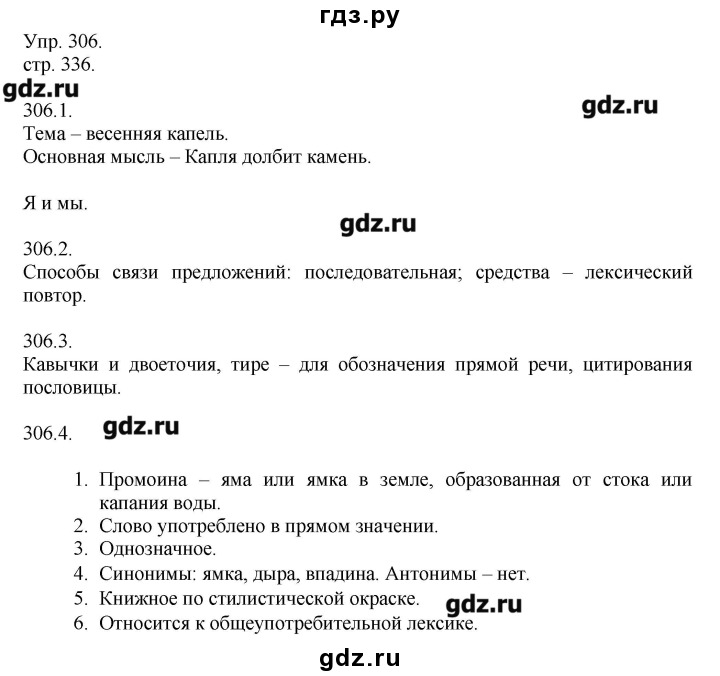 гдз.ру
Упр. 306.
стр. 336.
gdz.ru
gdz.ru
306.1.
Тема – весенняя капель.
Основная мысль – Капля долбит камень.
Я и мы.
gdz.ru
306.2.
Способы связи предложений: последовательная; средства – лексический
повтор.
306.3.
Кавычки и двоеточия, тире – для обозначения прямой речи, цитирования
пословицы.
306.4.
gdz.ru
1. Промоина – яма или ямка в земле, образованная от стока или
капания воды.
2. Слово употреблено в прямом значении.
3. Однозначное.
4. Синонимы: ямка, дыра, впадина. Антонимы – нет.
5. Книжное по стилистической окраске.
gdz.ru
6. Относится к общеупотребительной лексике.
gdz.ru